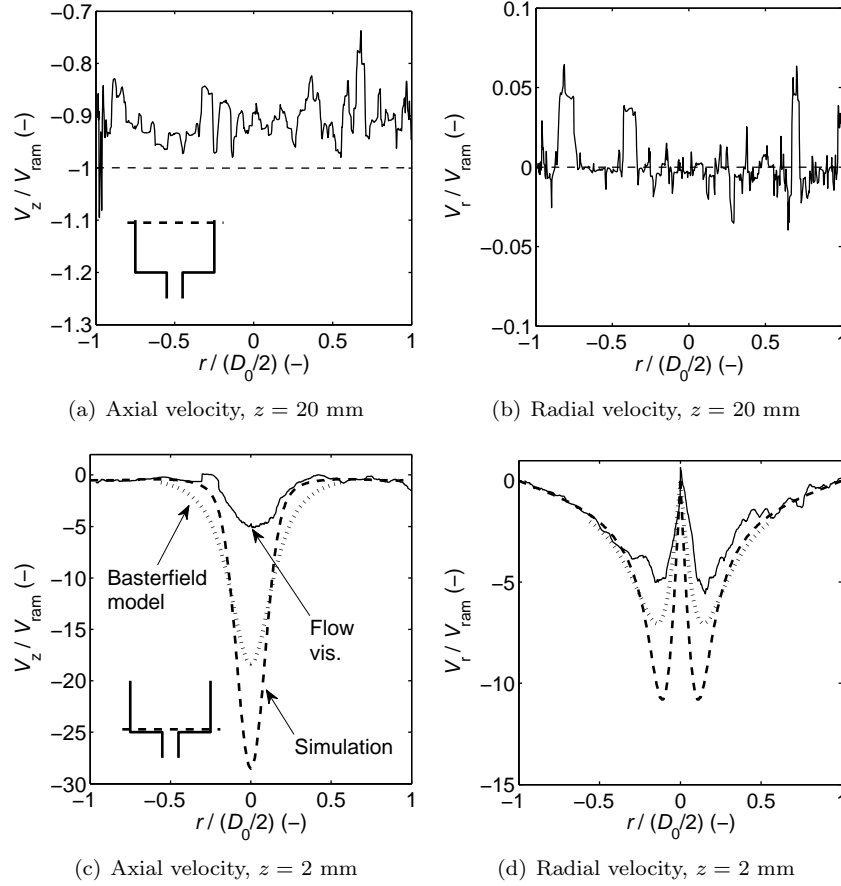 −0.7
−0.8
−0.9
−1
−1.1
−1.2
−1.3
V_z / V_ram (−)
−1 −0.5 0 0.5 1
r / (D_0/2) (−)
(a) Axial velocity, z = 20 mm
0.1
0.05
0
−0.05
−0.1
V_r / V_ram (−)
−1 −0.5 0 0.5 1
r / (D_0/2) (−)
(b) Radial velocity, z = 20 mm
0
−5
−10
−15
−20
−25
−30
V_z / V_ram (−)
Basterfield
model
Flow
vis.
Simulation
−1 −0.5 0 0.5 1
r / (D_0/2) (−)
(c) Axial velocity, z = 2 mm
0
−5
−10
−15
V_r / V_ram (−)
−1 −0.5 0 0.5 1
r / (D_0/2) (−)
(d) Radial velocity, z = 2 mm